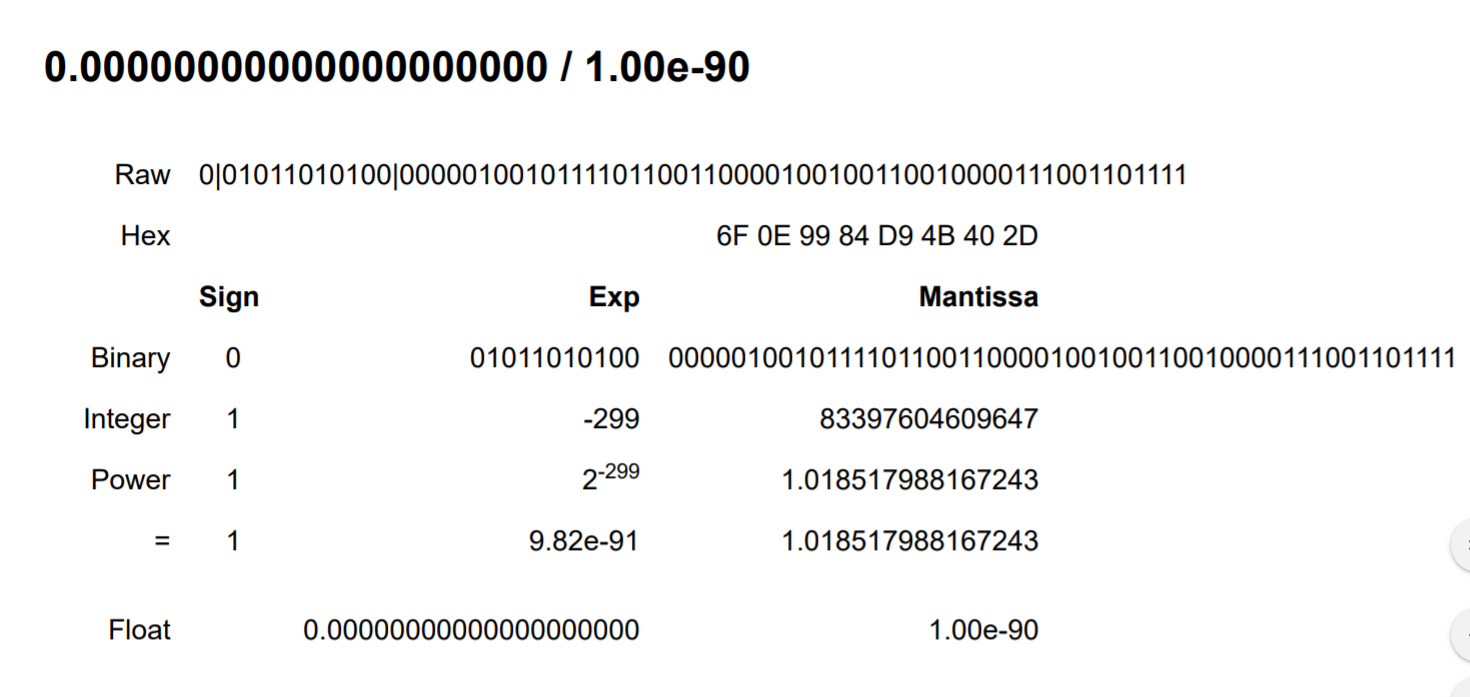 0.00000000000000000000 / 1.00e-90
Raw 0|01011010100|0000010010111101100110000100100110010000111001101111
Hex 6F 0E 99 84 D9 4B 40 2D
Sign Exp Mantissa
Binary 0 01011010100 0000010010111101100110000100100110010000111001101111
Integer 1 -299 83397604609647
Power 1 2-299 1.018517988167243
= 1 9.82e-91 1.018517988167243
Float 0.00000000000000000000 1.00e-90